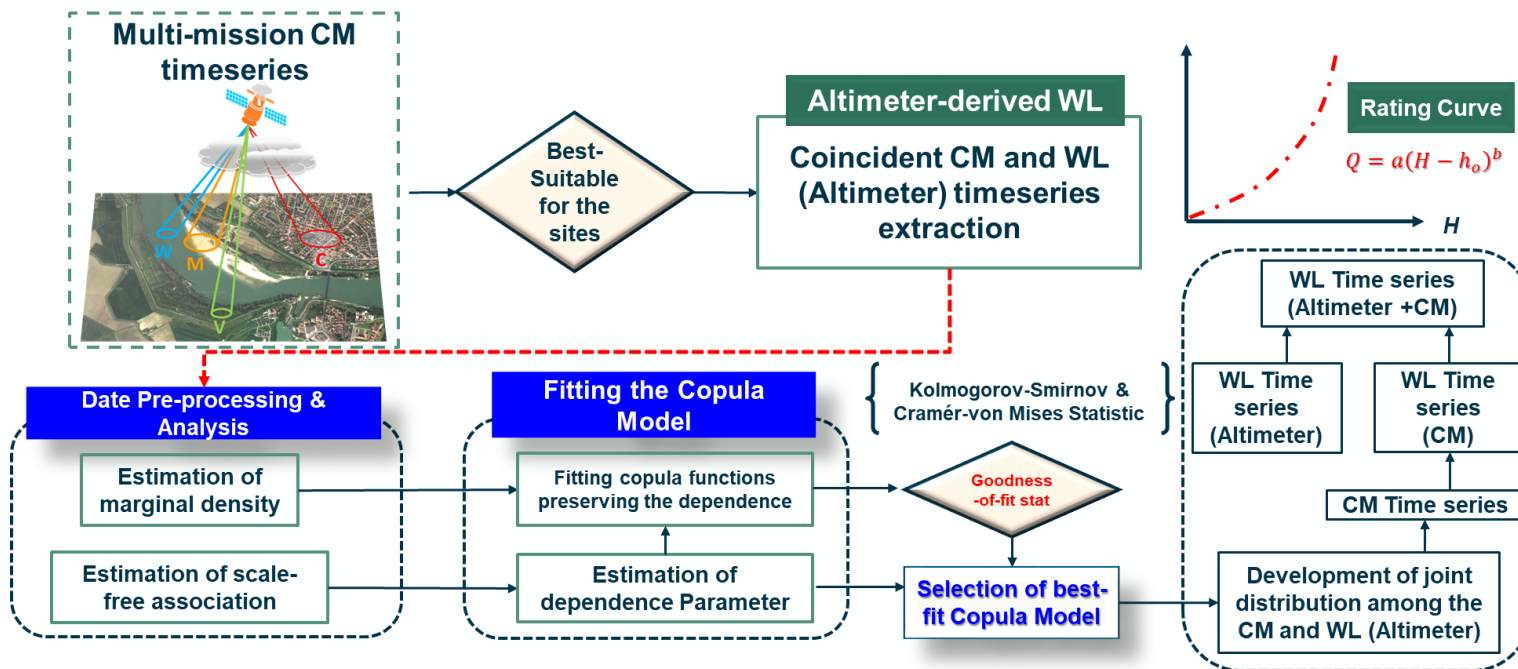 Multi-mission CM
timeseries
W
M
C
V
Best-
Suitable
for the
sites
Altimeter-derived WL
Coincident CM and WL
(Altimeter) timeseries
extraction
Rating Curve
Q = a(H − hₒ)ᵇ
H
Date Pre-processing &
Analysis
Estimation of
marginal density
Estimation of scale-
free association
Fitting the Copula
Model
Fitting copula functions
preserving the dependence
Estimation of
dependence Parameter
Kolmogorov-Smirnov &
Cramér-von Mises Statistic
Goodness
-of-fit stat
Selection of best-
fit Copula Model
WL Time series
(Altimeter +CM)
WL Time
series
(Altimeter)
WL Time
series
(CM)
CM Time series
Development of joint
distribution among the
CM and WL (Altimeter)